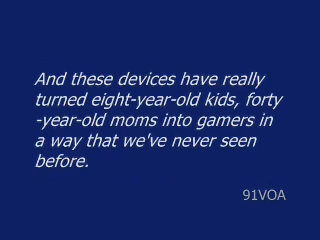 And these devices have really
turned eight-year-old kids, forty
-year-old moms into gamers in
a way that we've never seen
before.
91VOA